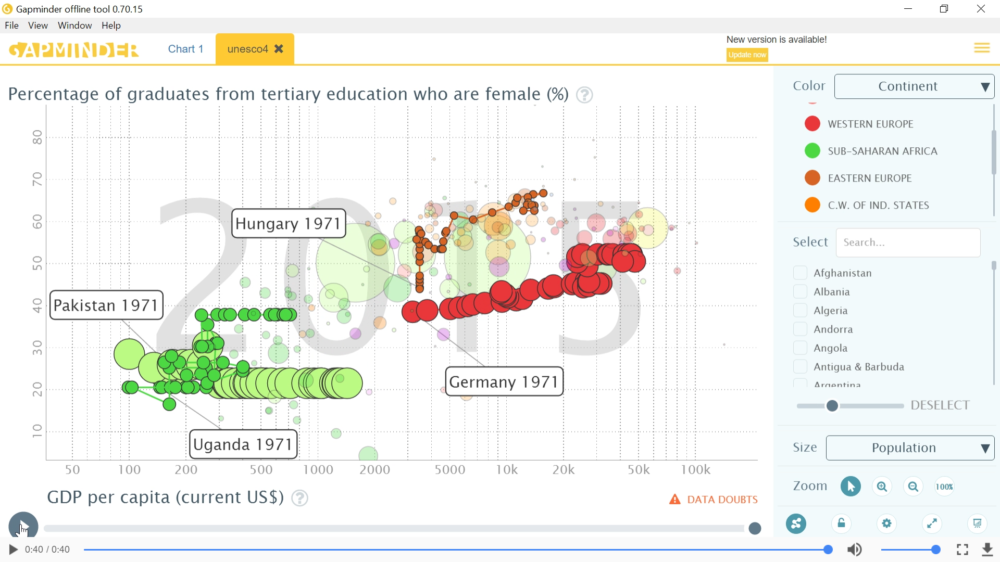 Gapminder offline tool 0.70.15
File View Window Help
GAPMINDER
Chart 1
unesco4
New version is available!
Update now
Percentage of graduates from tertiary education who are female (%) ?
2015
80
70
60
50
40
30
20
10
Hungary 1971
Pakistan 1971
Germany 1971
Uganda 1971
50 100 200 500 1000 2000 5000 10k 20k 50k 100k
GDP per capita (current US$) ?
DATA DOUBTS
Color Continent
WESTERN EUROPE
SUB-SAHARAN AFRICA
EASTERN EUROPE
C.W. OF IND. STATES
Select Search...
Afghanistan
Albania
Algeria
Andorra
Angola
Antigua & Barbuda
Argentina
DESELECT
Size Population
Zoom 100%
0:40 / 0:40